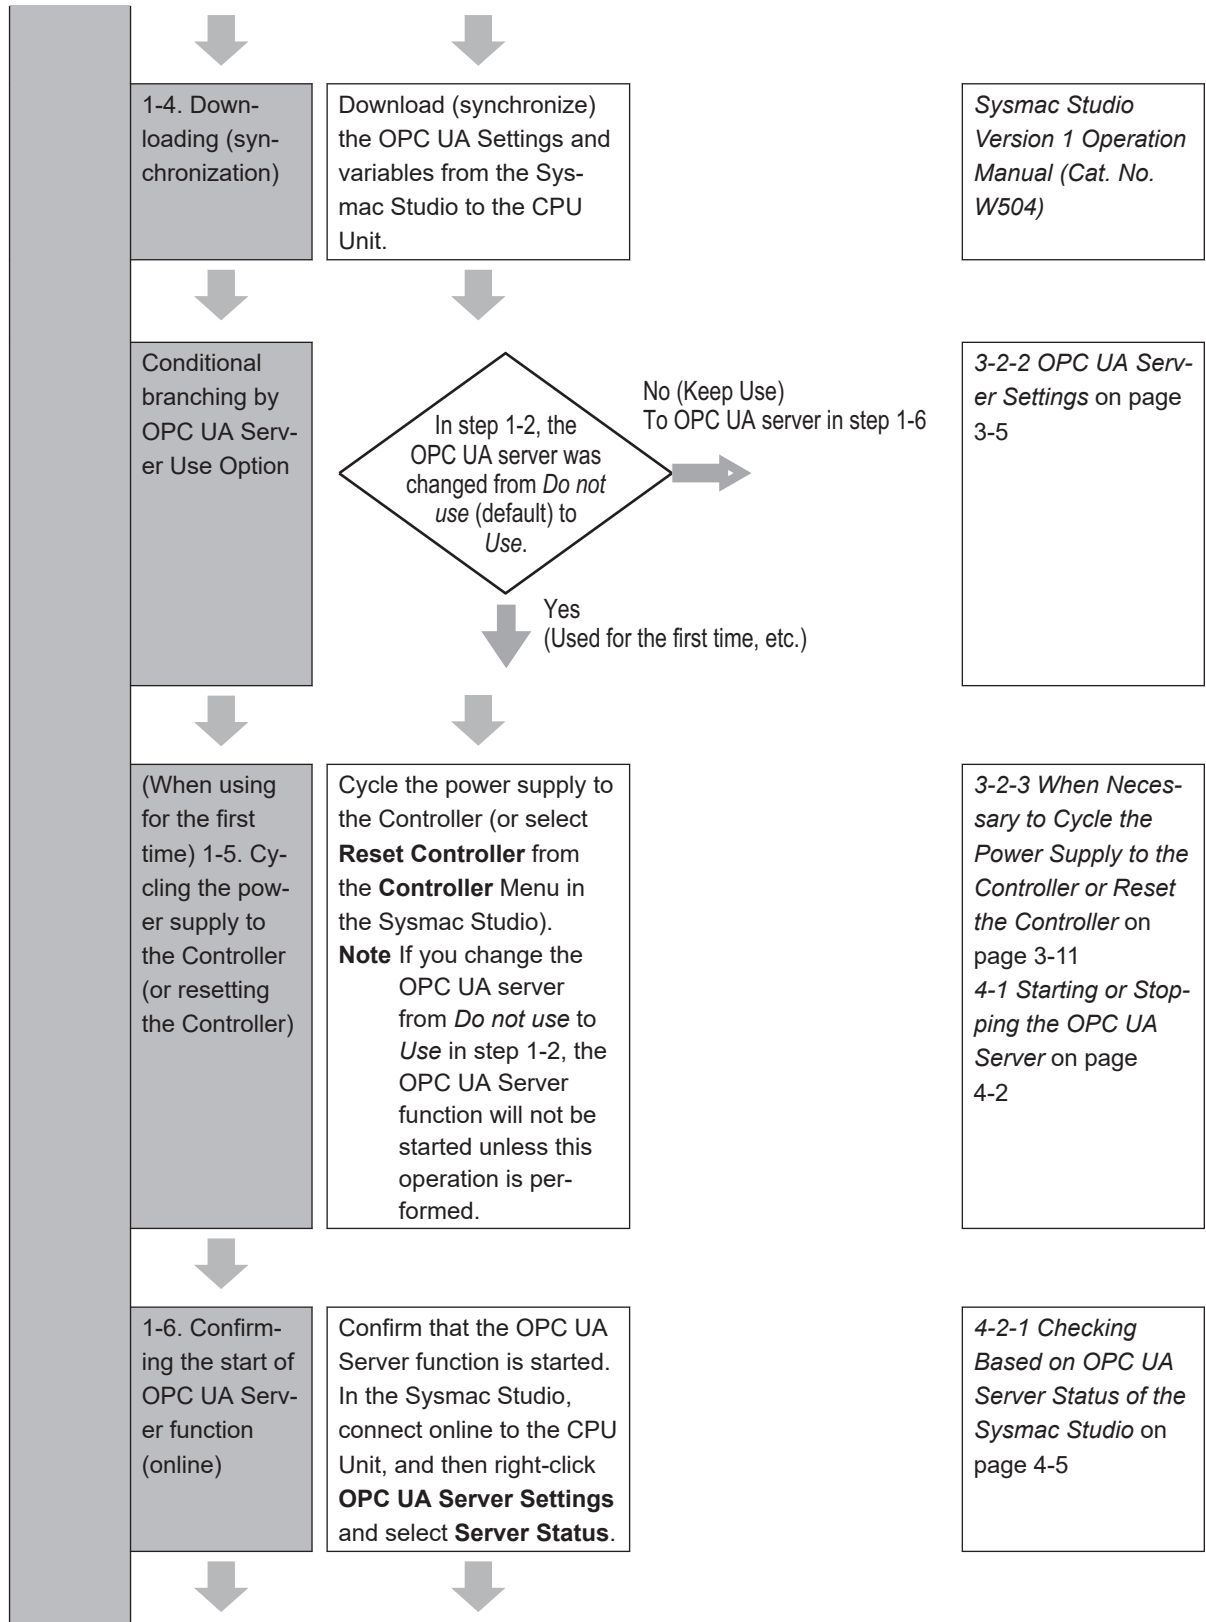 1-4. Down-
loading (syn-
chronization)
Download (synchronize)
the OPC UA Settings and
variables from the Sys-
mac Studio to the CPU
Unit.
Sysmac Studio
Version 1 Operation
Manual (Cat. No.
W504)
Conditional
branching by
OPC UA Serv-
er Use Option
In step 1-2, the
OPC UA server was
changed from Do not
use (default) to
Use.
No (Keep Use)
To OPC UA server in step 1-6
Yes
(Used for the first time, etc.)
3-2-2 OPC UA Serv-
er Settings on page
3-5
(When using
for the first
time) 1-5. Cy-
cling the pow-
er supply to
the Controller
(or resetting
the Controller)
Cycle the power supply to
the Controller (or select
Reset Controller from
the Controller Menu in
the Sysmac Studio).
Note If you change the
OPC UA server
from Do not use to
Use in step 1-2, the
OPC UA Server
function will not be
started unless this
operation is per-
formed.
3-2-3 When Neces-
sary to Cycle the
Power Supply to the
Controller or Reset
the Controller on
page 3-11
4-1 Starting or Stop-
ping the OPC UA
Server on page
4-2
1-6. Confirm-
ing the start of
OPC UA Serv-
er function
(online)
Confirm that the OPC UA
Server function is started.
In the Sysmac Studio,
connect online to the CPU
Unit, and then right-click
OPC UA Server Settings
and select Server Status.
4-2-1 Checking
Based on OPC UA
Server Status of the
Sysmac Studio on
page 4-5